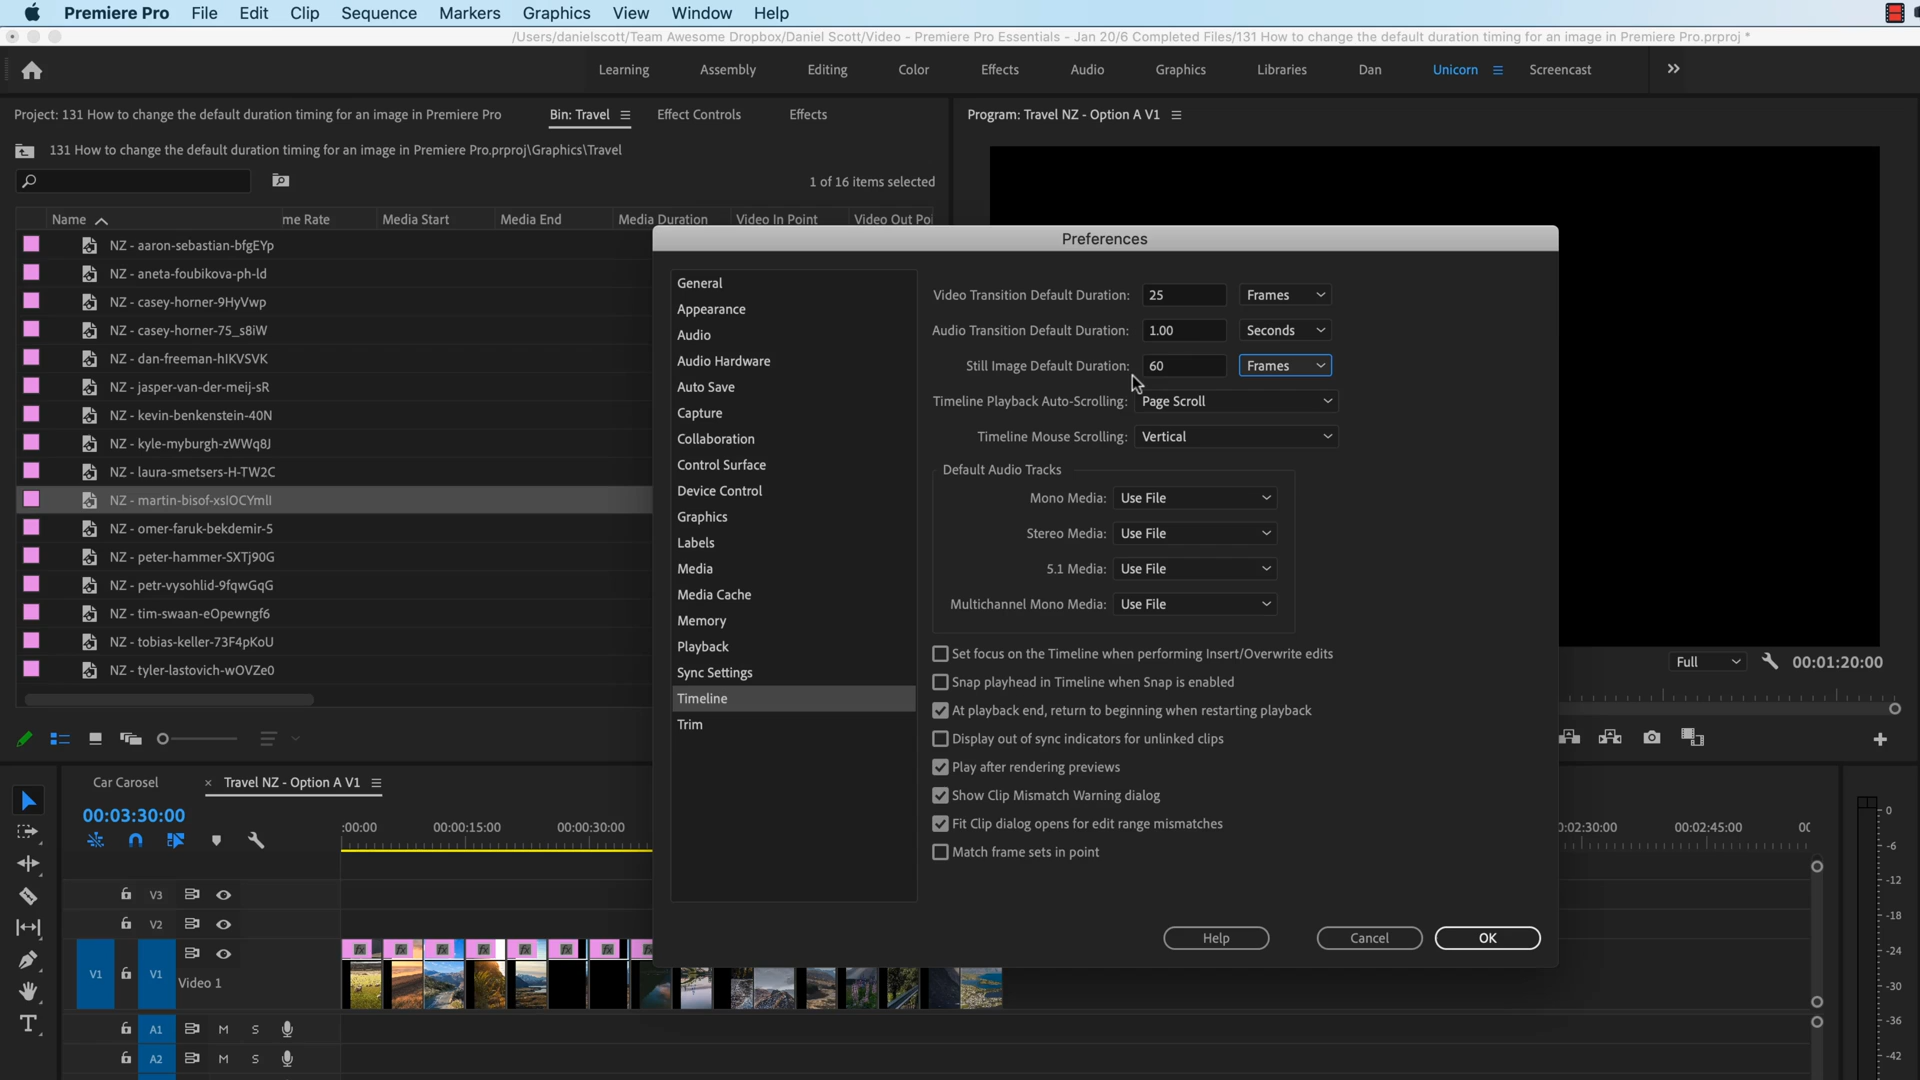 Premiere Pro File Edit Clip Sequence Markers Graphics View Window Help
/Users/danielscott/Team Awesome Dropbox/Daniel Scott/Video - Premiere Pro Essentials - Jan 20/6 Completed Files/131 How to change the default duration timing for an image in Premiere Pro.prproj *
Learning Assembly Editing Color Effects Audio Graphics Libraries Dan Unicorn Screencast
Project: 131 How to change the default duration timing for an image in Premiere Pro Bin: Travel Effect Controls Effects
Program: Travel NZ - Option A V1
131 How to change the default duration timing for an image in Premiere Pro.prproj\Graphics\Travel
1 of 16 items selected
Name me Rate Media Start Media End Media Duration Video In Point Video Out Poi
NZ - aaron-sebastian-bfgEYp
NZ - aneta-foubikova-ph-ld
NZ - casey-horner-9HyVwp
NZ - casey-horner-75_s8iW
NZ - dan-freeman-hIKVSVK
NZ - jasper-van-der-meij-sR
NZ - kevin-benkenstein-40N
NZ - kyle-myburgh-zWWq8J
NZ - laura-smetsers-H-TW2C
NZ - martin-bisof-xsIOCYmlI
NZ - omer-faruk-bekdemir-5
NZ - peter-hammer-SXTj90G
NZ - petr-vysohlid-9fqwGqG
NZ - tim-swaan-eOpewngf6
NZ - tobias-keller-73F4pKoU
NZ - tyler-lastovich-wOVZe0
Preferences
General
Appearance
Audio
Audio Hardware
Auto Save
Capture
Collaboration
Control Surface
Device Control
Graphics
Labels
Media
Media Cache
Memory
Playback
Sync Settings
Timeline
Trim
Video Transition Default Duration: 25 Frames
Audio Transition Default Duration: 1.00 Seconds
Still Image Default Duration: 60 Frames
Timeline Playback Auto-Scrolling: Page Scroll
Timeline Mouse Scrolling: Vertical
Default Audio Tracks
Mono Media: Use File
Stereo Media: Use File
5.1 Media: Use File
Multichannel Mono Media: Use File
Set focus on the Timeline when performing Insert/Overwrite edits
Snap playhead in Timeline when Snap is enabled
At playback end, return to beginning when restarting playback
Display out of sync indicators for unlinked clips
Play after rendering previews
Show Clip Mismatch Warning dialog
Fit Clip dialog opens for edit range mismatches
Match frame sets in point
Help Cancel OK
Full 00:01:20:00
Car Carosel × Travel NZ - Option A V1
00:03:30:00
:00:00 00:00:15:00 00:00:30:00 0:02:30:00 00:02:45:00 00
V3
V2
V1 V1
Video 1
fx fx fx fx fx fx fx fx
A1 M S
A2 M S
0
-6
-12
-18
-24
-30
-36
-42